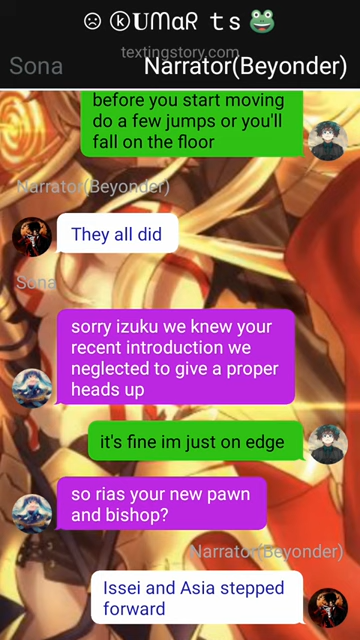 ☹ ⓚ𝐔ᗰᗩᖇ ｔｓ🐸
textingstory.com
Sona
Narrator(Beyonder)
before you start moving
do a few jumps or you'll
fall on the floor
Narrator(Beyonder)
They all did
Sona
sorry izuku we knew your
recent introduction we
neglected to give a proper
heads up
it's fine im just on edge
so rias your new pawn
and bishop?
Narrator(Beyonder)
Issei and Asia stepped
forward